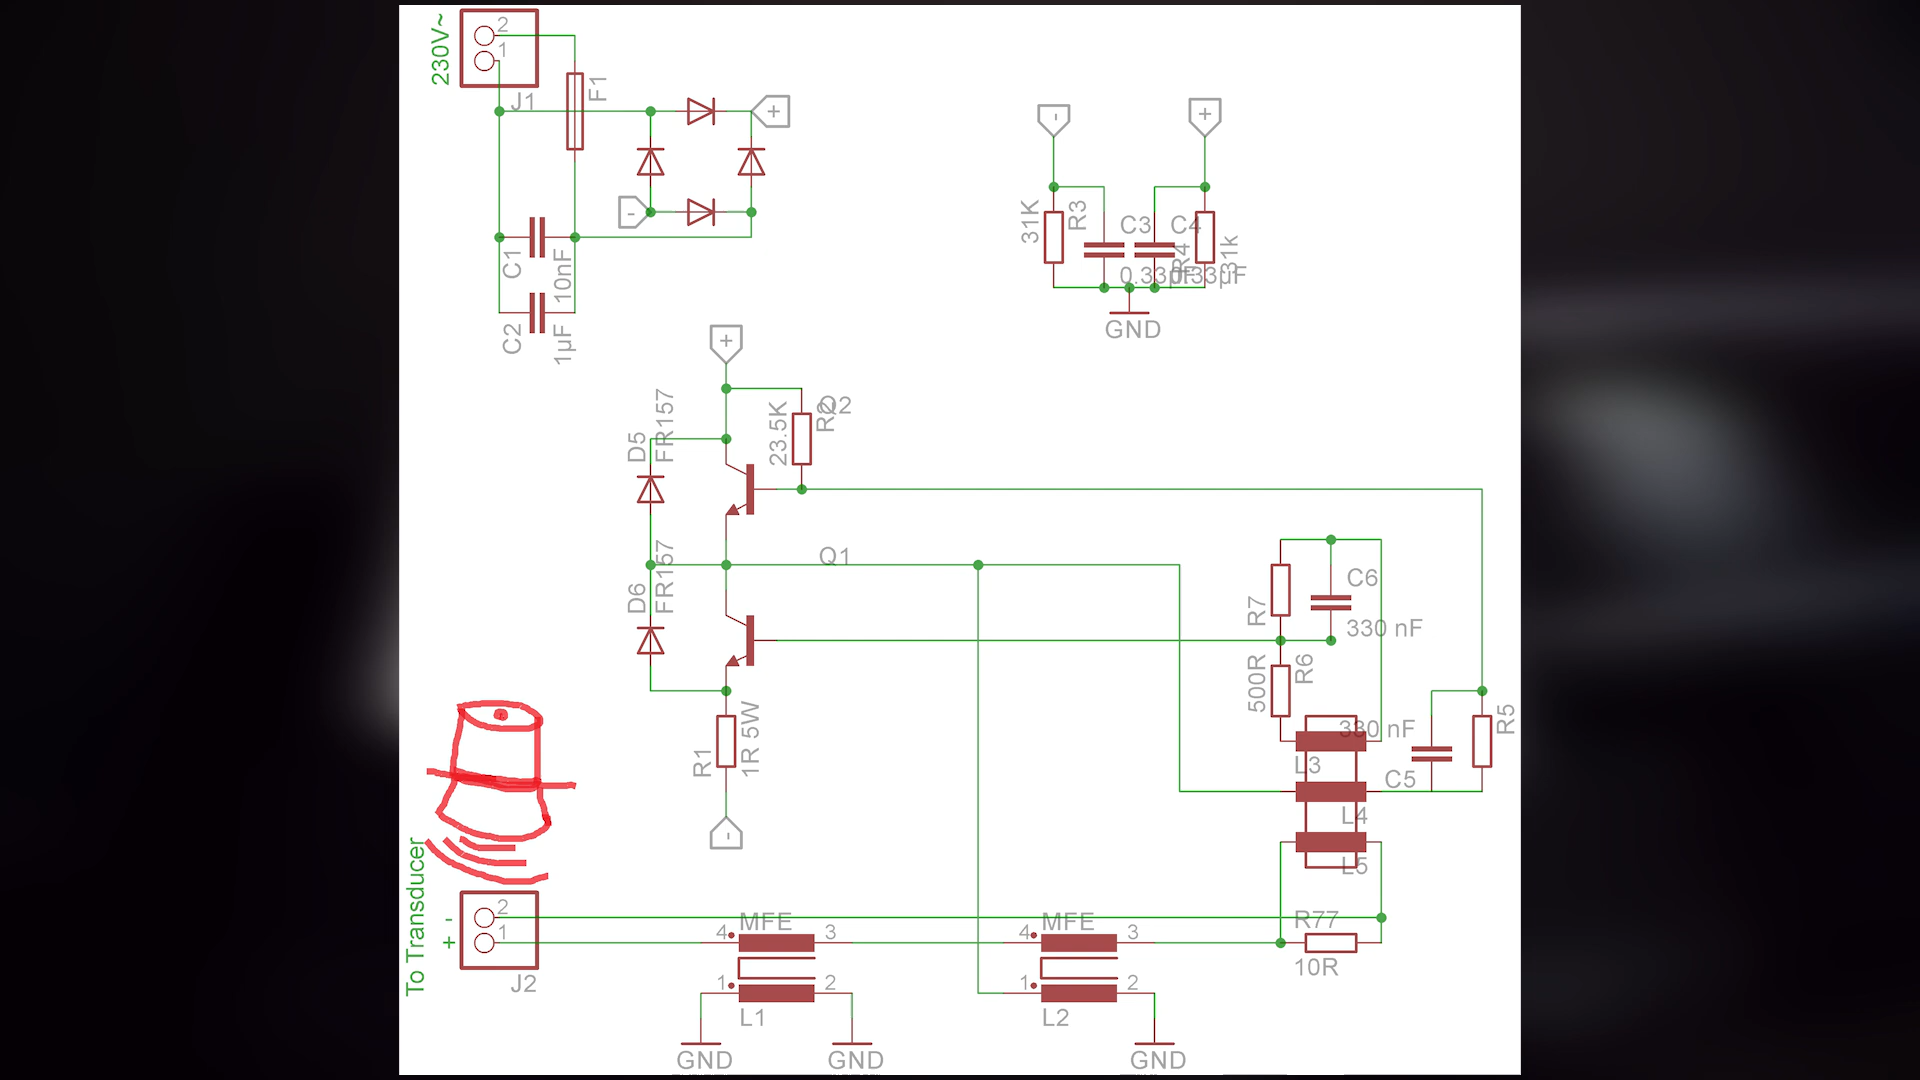 230V~
2
1
J1
F1
+
-
C1
10nF
C2
1µF
-
+
31K
R3
C3
C4
R4
31k
0.33µF
0.33µF
GND
+
D5
FR157
23.5K
R2
Q2
D6
FR157
Q1
R1
1R 5W
-
R7
C6
330 nF
500R
R6
330 nF
L3
C5
L4
L5
R5
To Transducer
-
+
2
1
J2
MFE
4
3
1
2
L1
GND
GND
MFE
4
3
1
2
L2
GND
R77
10R